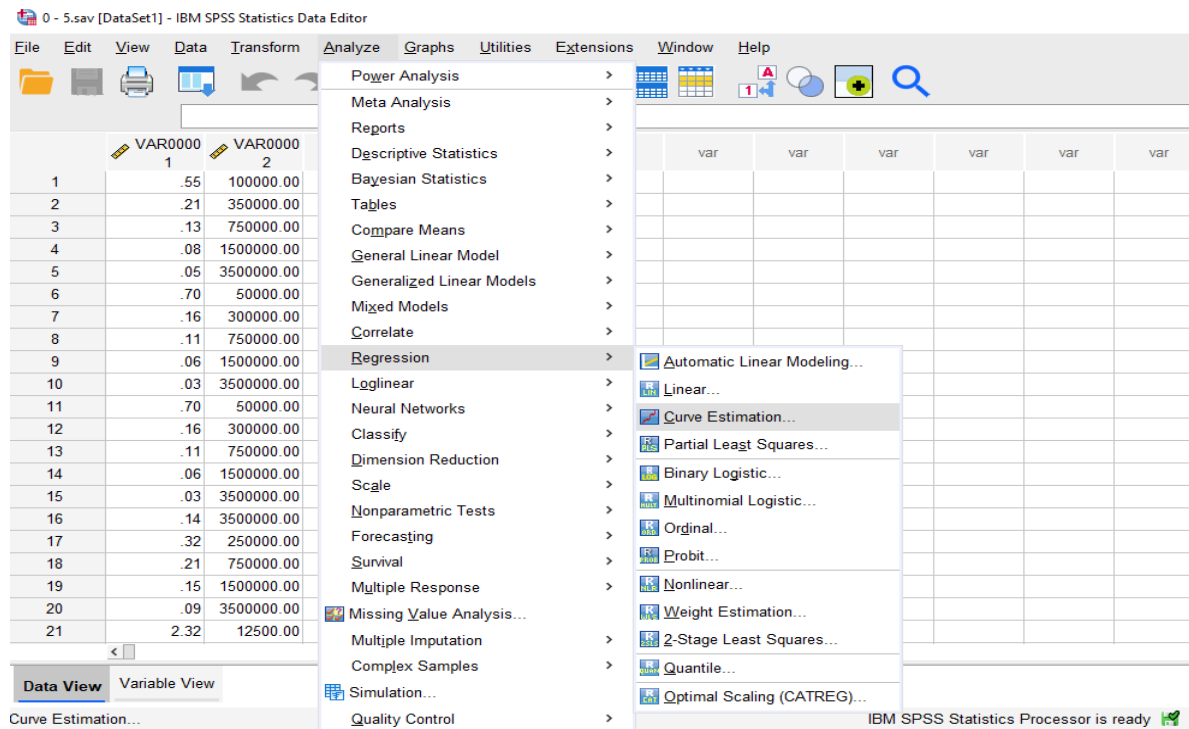 0 - 5.sav [DataSet1] - IBM SPSS Statistics Data Editor
File Edit View Data Transform Analyze Graphs Utilities Extensions Window Help
A
1
VAR0000 VAR0000
1 2
var var var var var var
1 .55 100000.00
2 .21 350000.00
3 .13 750000.00
4 .08 1500000.00
5 .05 3500000.00
6 .70 50000.00
7 .16 300000.00
8 .11 750000.00
9 .06 1500000.00
10 .03 3500000.00
11 .70 50000.00
12 .16 300000.00
13 .11 750000.00
14 .06 1500000.00
15 .03 3500000.00
16 .14 3500000.00
17 .32 250000.00
18 .21 750000.00
19 .15 1500000.00
20 .09 3500000.00
21 2.32 12500.00
Power Analysis
Meta Analysis
Reports
Descriptive Statistics
Bayesian Statistics
Tables
Compare Means
General Linear Model
Generalized Linear Models
Mixed Models
Correlate
Regression
Loglinear
Neural Networks
Classify
Dimension Reduction
Scale
Nonparametric Tests
Forecasting
Survival
Multiple Response
Missing Value Analysis...
Multiple Imputation
Complex Samples
Simulation...
Quality Control
Automatic Linear Modeling...
Linear...
Curve Estimation...
Partial Least Squares...
Binary Logistic...
Multinomial Logistic...
Ordinal...
Probit...
Nonlinear...
Weight Estimation...
2-Stage Least Squares...
Quantile...
Optimal Scaling (CATREG)...
Data View Variable View
Curve Estimation...
IBM SPSS Statistics Processor is ready